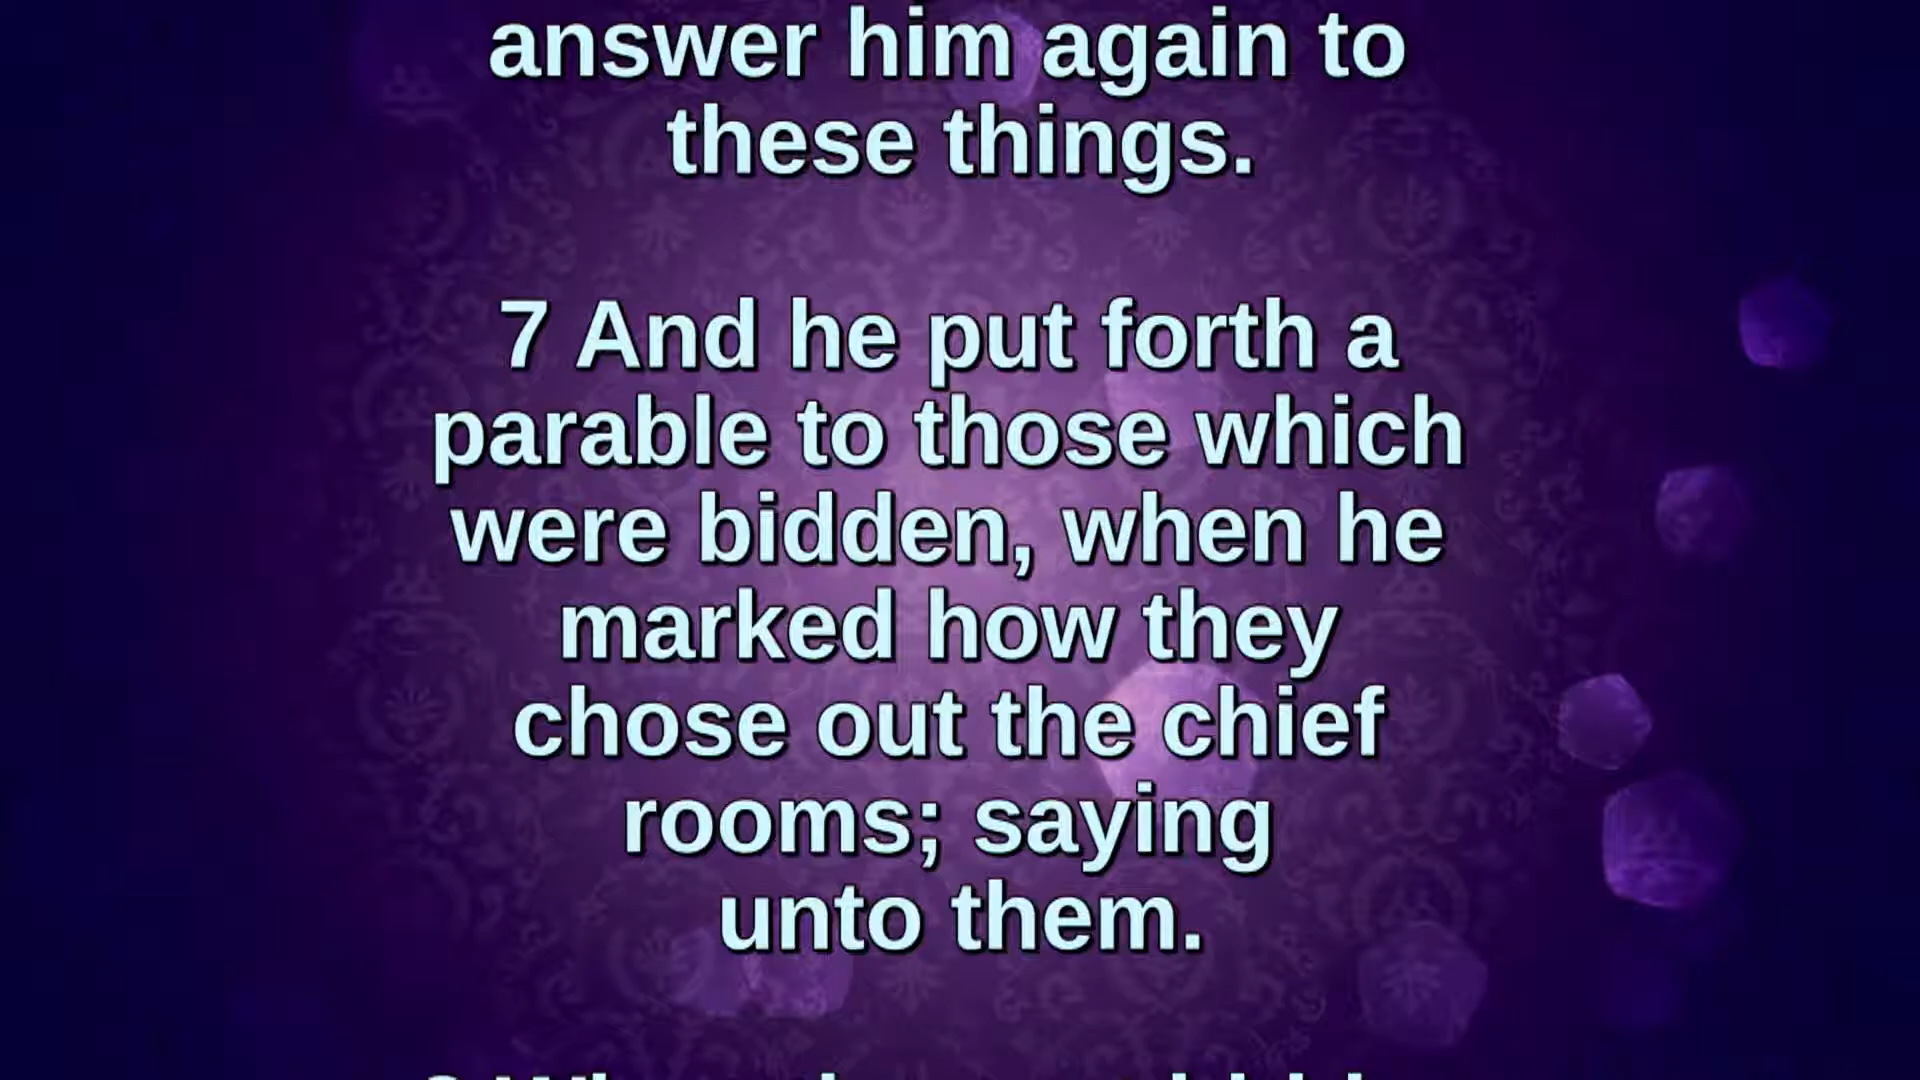 answer him again to
these things.
7 And he put forth a
parable to those which
were bidden, when he
marked how they
chose out the chief
rooms; saying
unto them.